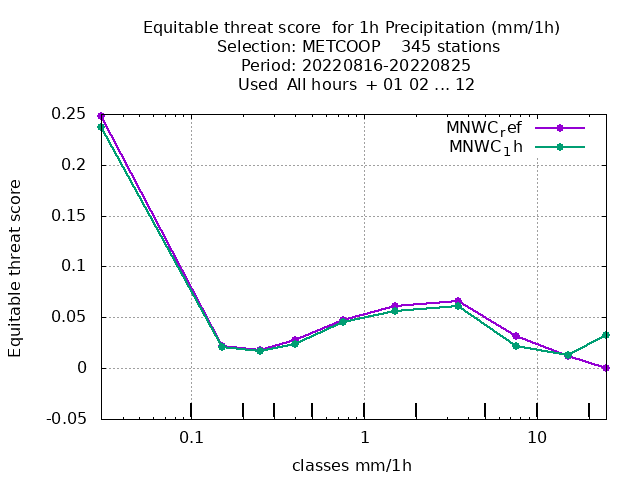 Equitable threat score  for 1h Precipitation (mm/1h)
Selection: METCOOP    345 stations
Period: 20220816-20220825
Used  All hours  + 01 02 ... 12
MNWC_ref
MNWC_1h
0.25
0.2
0.15
0.1
0.05
0
-0.05
Equitable threat score
0.1 1 10
classes mm/1h